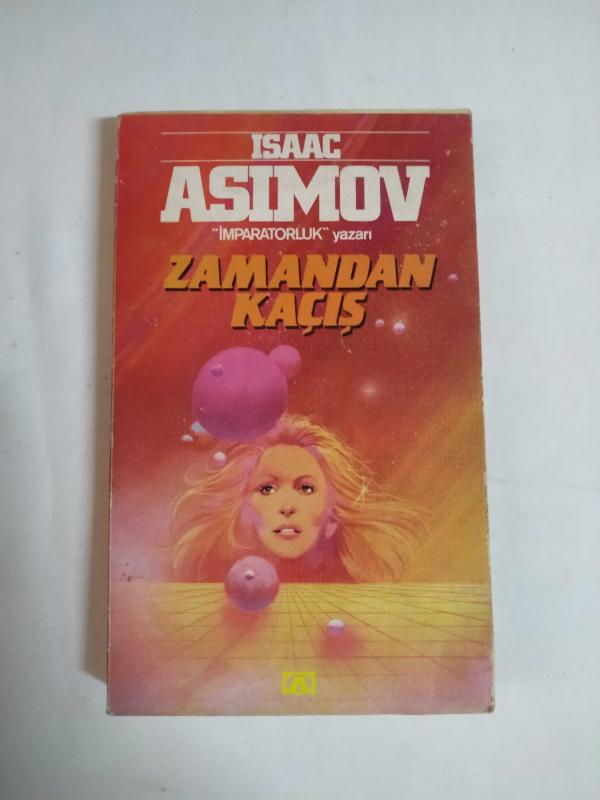 ISAAC
ASIMOV
"İMPARATORLUK" yazarı
ZAMANDAN
KAÇIŞ